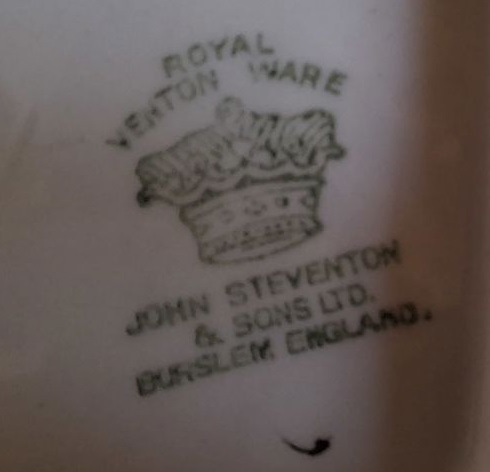 ROYAL
VENTON WARE
JOHN STEVENTON
& SONS LTD.
BURSLEM ENGLAND.